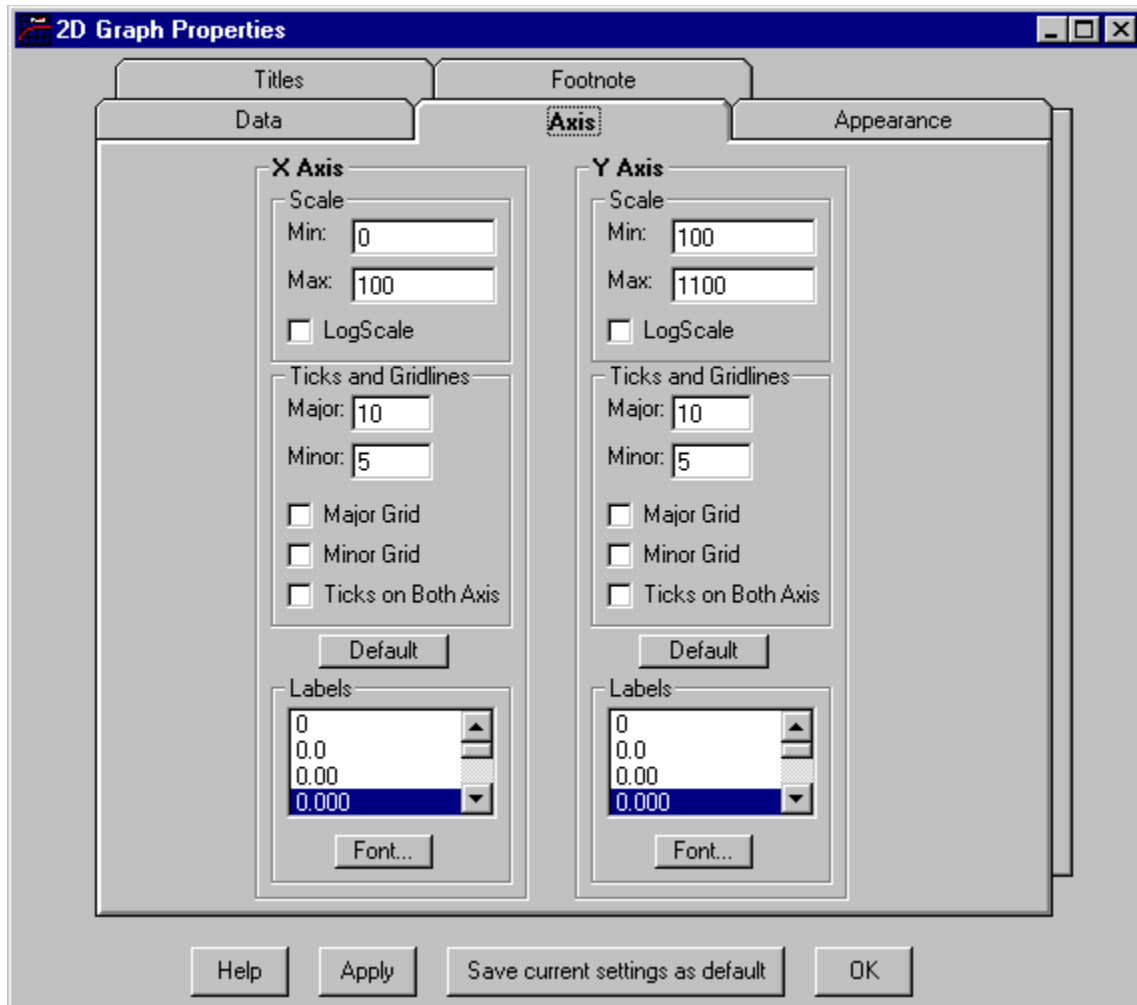 2D Graph Properties
Titles
Footnote
Data
Axis
Appearance
X Axis
Scale
Min: 0
Max: 100
LogScale
Ticks and Gridlines
Major: 10
Minor: 5
Major Grid
Minor Grid
Ticks on Both Axis
Default
Labels
0
0.0
0.00
0.000
Font...
Y Axis
Scale
Min: 100
Max: 1100
LogScale
Ticks and Gridlines
Major: 10
Minor: 5
Major Grid
Minor Grid
Ticks on Both Axis
Default
Labels
0
0.0
0.00
0.000
Font...
Help
Apply
Save current settings as default
OK